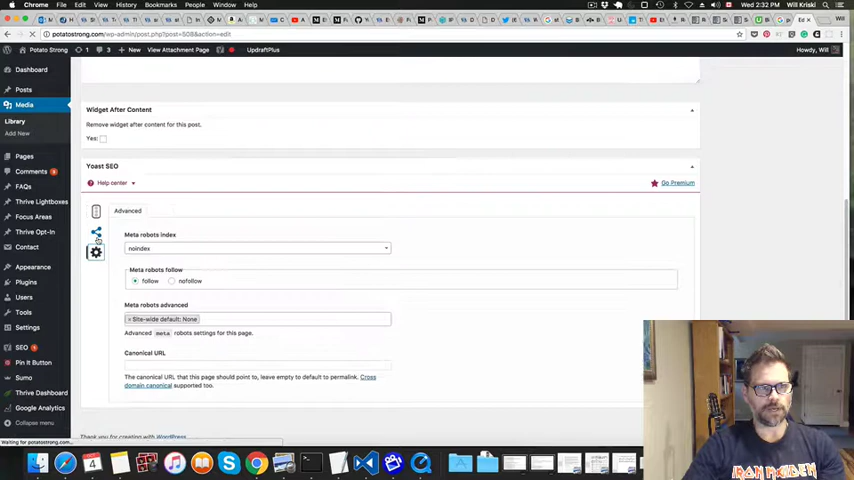 Chrome File Edit View History Bookmarks People Window Help
Wed 2:32 PM Will Kriski
potatostrong.com/wp-admin/post.php?post=508&action=edit
Potato Strong 1 3 + New View Attachment Page UpdraftPlus Howdy, Will
Dashboard
Posts
Media
Library
Add New
Pages
Comments
FAQs
Thrive Lightboxes
Focus Areas
Thrive Opt-In
Contact
Appearance
Plugins
Users
Tools
Settings
SEO 1
Pin It Button
Sumo
Thrive Dashboard
Google Analytics
Collapse menu
Widget After Content
Remove widget after content for this post.
Yes:
Yoast SEO
Help center
Go Premium
Advanced
Meta robots index
noindex
Meta robots follow
follow nofollow
Meta robots advanced
× Site-wide default: None
Advanced meta robots settings for this page.
Canonical URL
The canonical URL that this page should point to, leave empty to default to permalink. Cross
domain canonical supported too.
Thank you for creating with WordPress
Waiting for potatostrong.com...
4
IRON MAIDEN